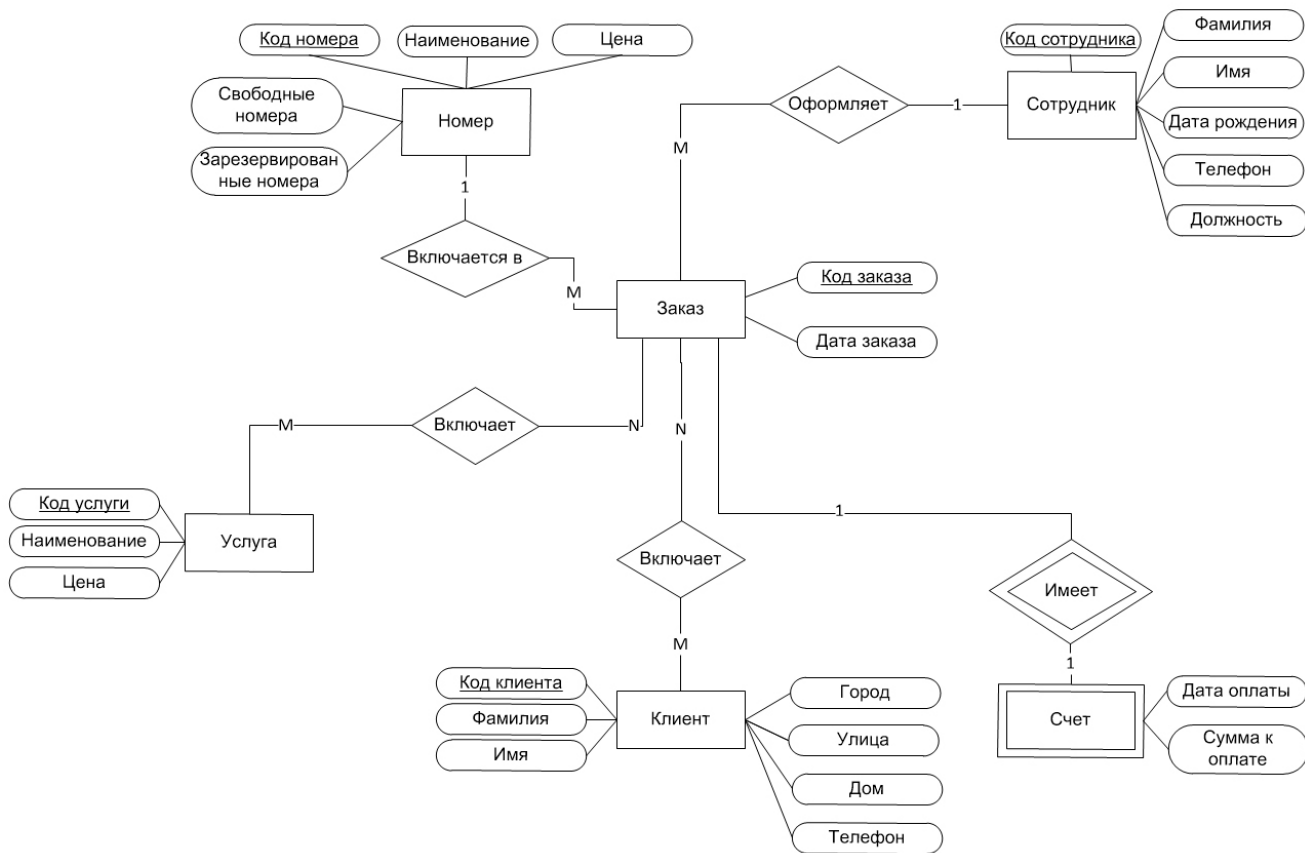 Код номера
Наименование
Цена
Свободные
номера
Зарезервирован
ные номера
Номер
1
Включается в
M
Оформляет
1
M
Код сотрудника
Сотрудник
Фамилия
Имя
Дата рождения
Телефон
Должность
Заказ
Код заказа
Дата заказа
M
Включает
N
Код услуги
Наименование
Цена
Услуга
N
Включает
M
1
Имеет
1
Код клиента
Фамилия
Имя
Клиент
Город
Улица
Дом
Телефон
Счет
Дата оплаты
Сумма к
оплате